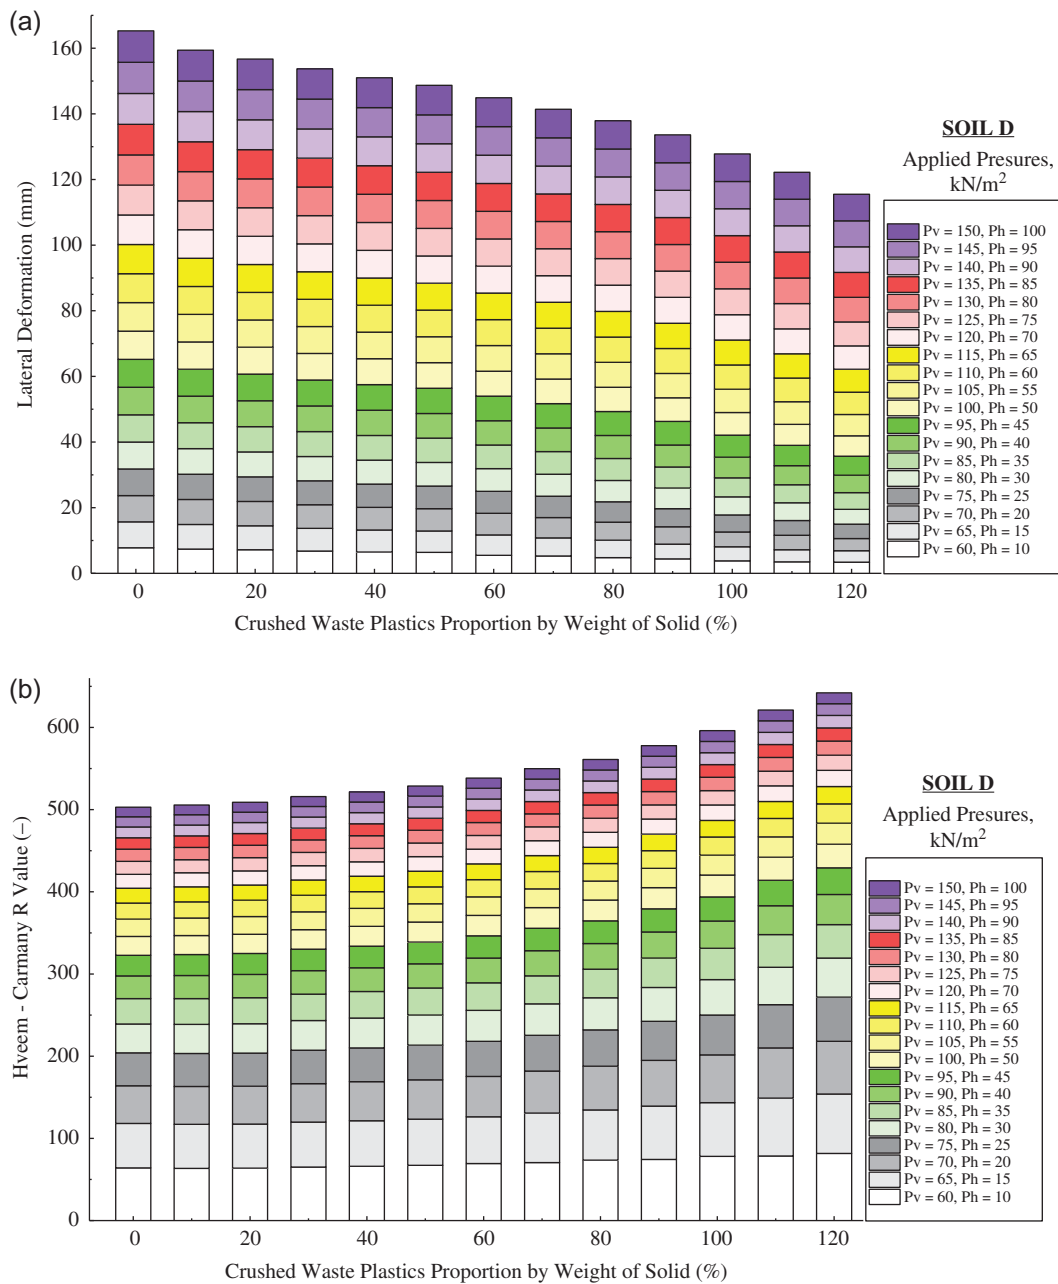 (a)
160
140
120
100
80
60
40
20
0
Lateral Deformation (mm)
0 20 40 60 80 100 120
Crushed Waste Plastics Proportion by Weight of Solid (%)
SOIL D
Applied Presures,
kN/m²
Pv = 150, Ph = 100
Pv = 145, Ph = 95
Pv = 140, Ph = 90
Pv = 135, Ph = 85
Pv = 130, Ph = 80
Pv = 125, Ph = 75
Pv = 120, Ph = 70
Pv = 115, Ph = 65
Pv = 110, Ph = 60
Pv = 105, Ph = 55
Pv = 100, Ph = 50
Pv = 95, Ph = 45
Pv = 90, Ph = 40
Pv = 85, Ph = 35
Pv = 80, Ph = 30
Pv = 75, Ph = 25
Pv = 70, Ph = 20
Pv = 65, Ph = 15
Pv = 60, Ph = 10
(b)
600
500
400
300
200
100
0
Hveem - Carmany R Value (–)
0 20 40 60 80 100 120
Crushed Waste Plastics Proportion by Weight of Solid (%)
SOIL D
Applied Presures,
kN/m²
Pv = 150, Ph = 100
Pv = 145, Ph = 95
Pv = 140, Ph = 90
Pv = 135, Ph = 85
Pv = 130, Ph = 80
Pv = 125, Ph = 75
Pv = 120, Ph = 70
Pv = 115, Ph = 65
Pv = 110, Ph = 60
Pv = 105, Ph = 55
Pv = 100, Ph = 50
Pv = 95, Ph = 45
Pv = 90, Ph = 40
Pv = 85, Ph = 35
Pv = 80, Ph = 30
Pv = 75, Ph = 25
Pv = 70, Ph = 20
Pv = 65, Ph = 15
Pv = 60, Ph = 10